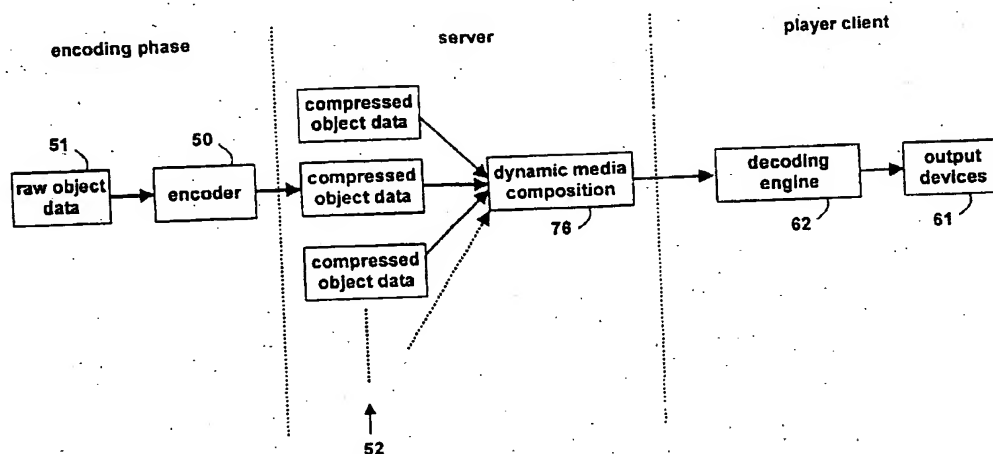 encoding phase
server
player client
51
raw object
data
50
encoder
compressed
object data
compressed
object data
compressed
object data
52
dynamic media
composition
76
decoding
engine
62
output
devices
61